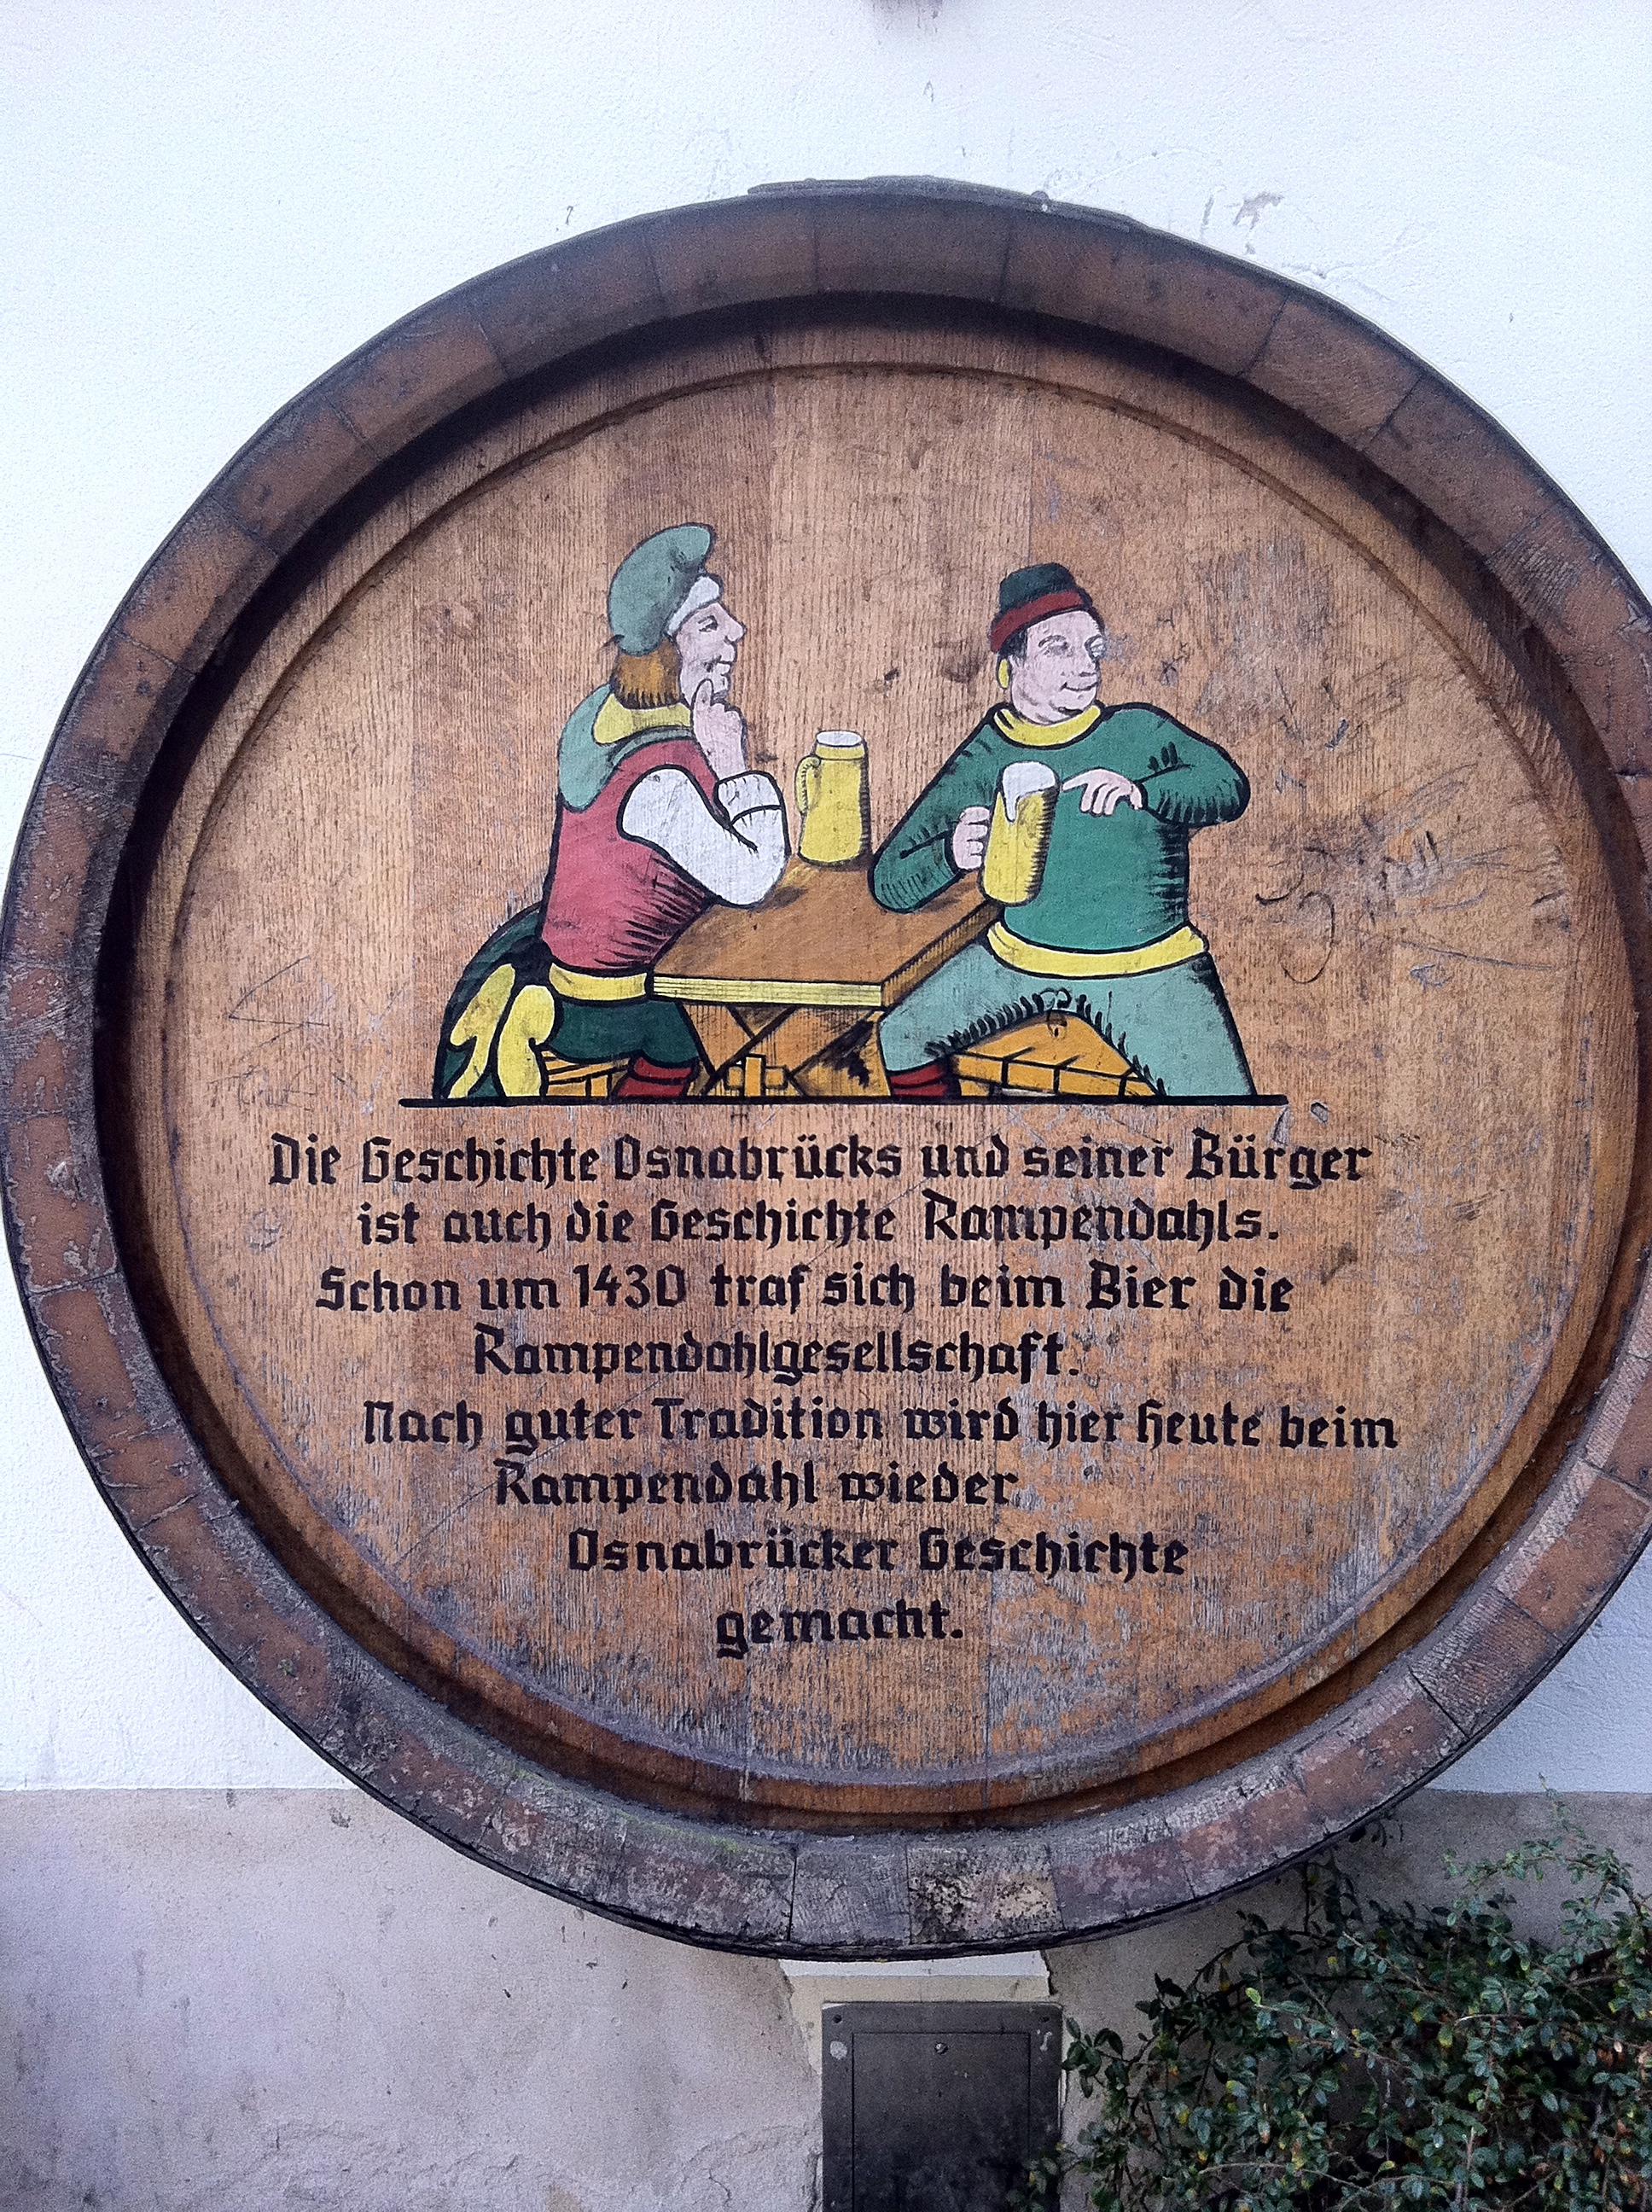 Die Geschichte Osnabrücks und seiner Bürger
ist auch die Geschichte Rampendahls.
Schon um 1430 traf sich beim Bier die
Rampendahlgesellschaft.
Nach guter Tradition wird hier heute beim
Rampendahl wieder
Osnabrücker Geschichte
gemacht.